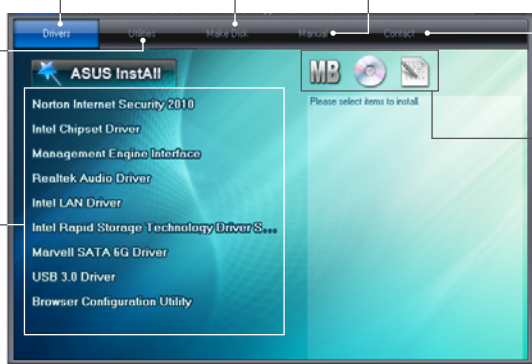 Drivers Utilities Make Disk Manual Contact
ASUS InstAll
MB
Please select items to install.
Norton Internet Security 2010
Intel Chipset Driver
Management Engine Interface
Realtek Audio Driver
Intel LAN Driver
Intel Rapid Storage Technology Driver S...
Marvell SATA 6G Driver
USB 3.0 Driver
Browser Configuration Utility